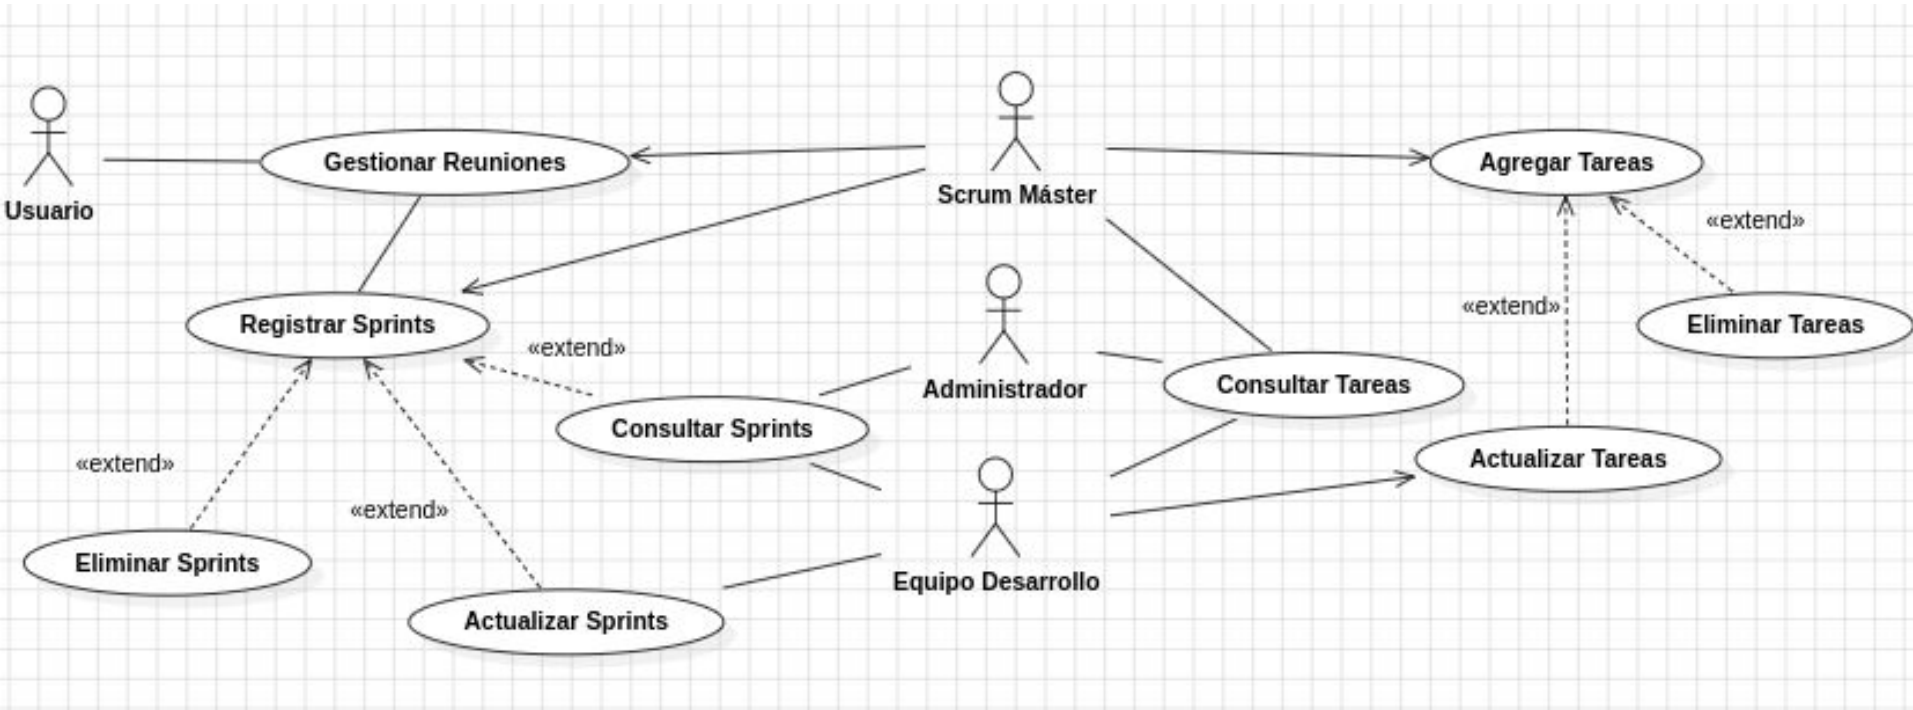 Usuario
Gestionar Reuniones
Scrum Máster
Agregar Tareas
«extend»
«extend»
Registrar Sprints
Eliminar Tareas
«extend»
Administrador
Consultar Tareas
Consultar Sprints
Actualizar Tareas
«extend»
«extend»
Eliminar Sprints
Equipo Desarrollo
Actualizar Sprints